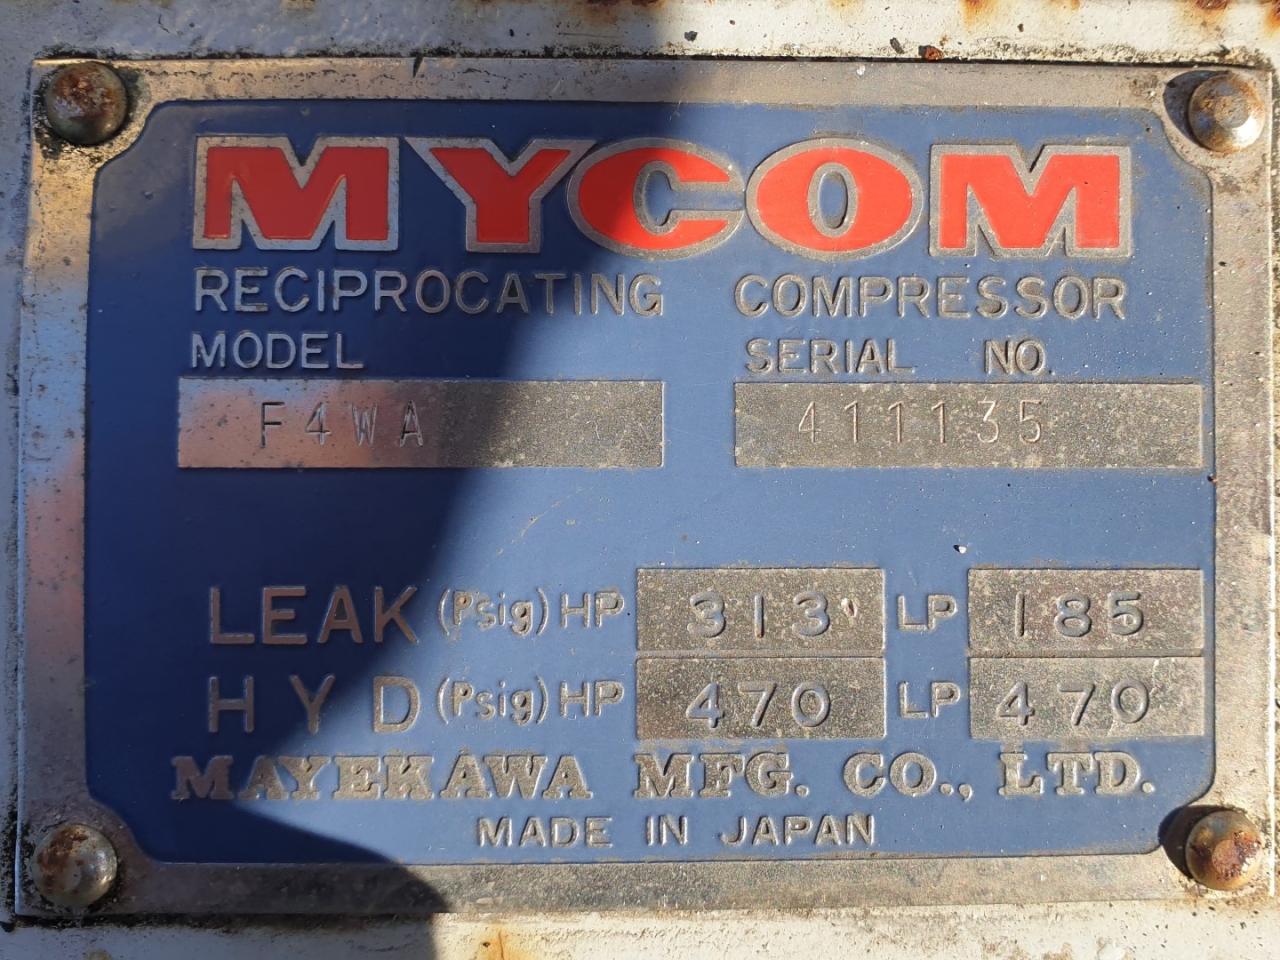 MYCOM
RECIPROCATING COMPRESSOR
MODEL SERIAL NO.
F4WA 411135
LEAK (Psig) HP 313 LP 185
HYD (Psig) HP 470 LP 470
MAYEKAWA MFG. CO., LTD.
MADE IN JAPAN